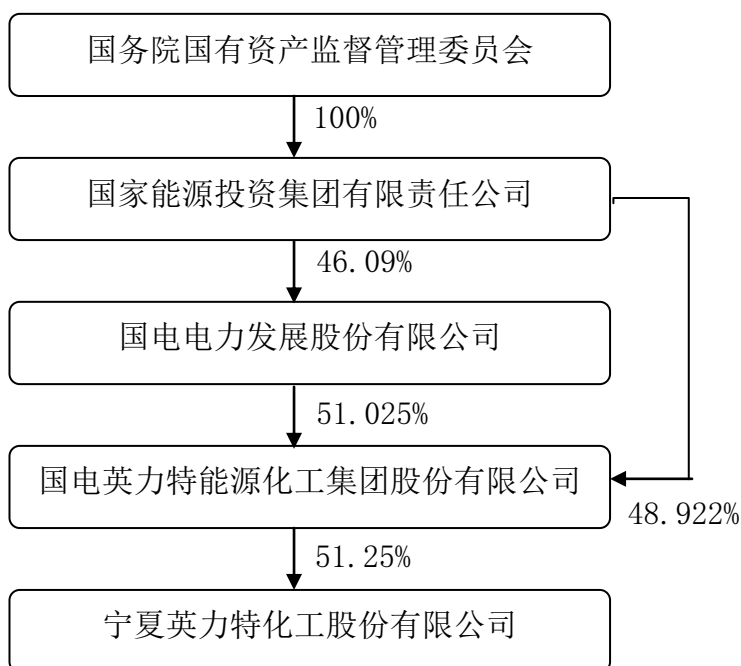 国务院国有资产监督管理委员会
100%
国家能源投资集团有限责任公司
46.09%
国电电力发展股份有限公司
51.025%
国电英力特能源化工集团股份有限公司
48.922%
51.25%
宁夏英力特化工股份有限公司